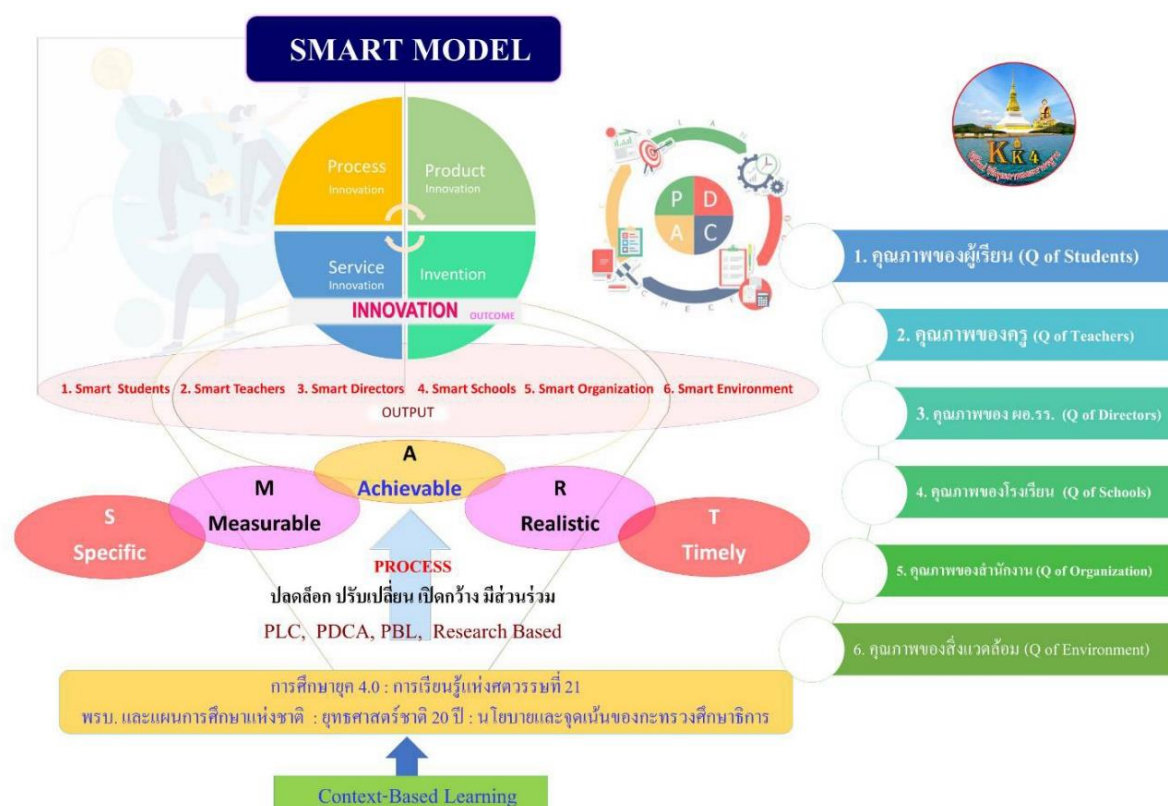 SMART MODEL
Process
Innovation
Product
Innovation
Service
Innovation
Invention
INNOVATION OUTCOME
1. Smart Students 2. Smart Teachers 3. Smart Directors 4. Smart Schools 5. Smart Organization 6. Smart Environment
OUTPUT
S
Specific
M
Measurable
A
Achievable
R
Realistic
T
Timely
PROCESS
ปลดล็อก ปรับเปลี่ยน เปิดกว้าง มีส่วนร่วม
PLC, PDCA, PBL, Research Based
การศึกษายุค 4.0 : การเรียนรู้แห่งศตวรรษที่ 21
พรบ. และแผนการศึกษาแห่งชาติ : ยุทธศาสตร์ชาติ 20 ปี : นโยบายและจุดเน้นของกระทรวงศึกษาธิการ
Context-Based Learning
PLAN
DO
CHECK
P D
A C
KK4
1. คุณภาพของผู้เรียน (Q of Students)
2. คุณภาพของครู (Q of Teachers)
3. คุณภาพของ ผอ.รร. (Q of Directors)
4. คุณภาพของโรงเรียน (Q of Schools)
5. คุณภาพของสำนักงาน (Q of Organization)
6. คุณภาพของสิ่งแวดล้อม (Q of Environment)